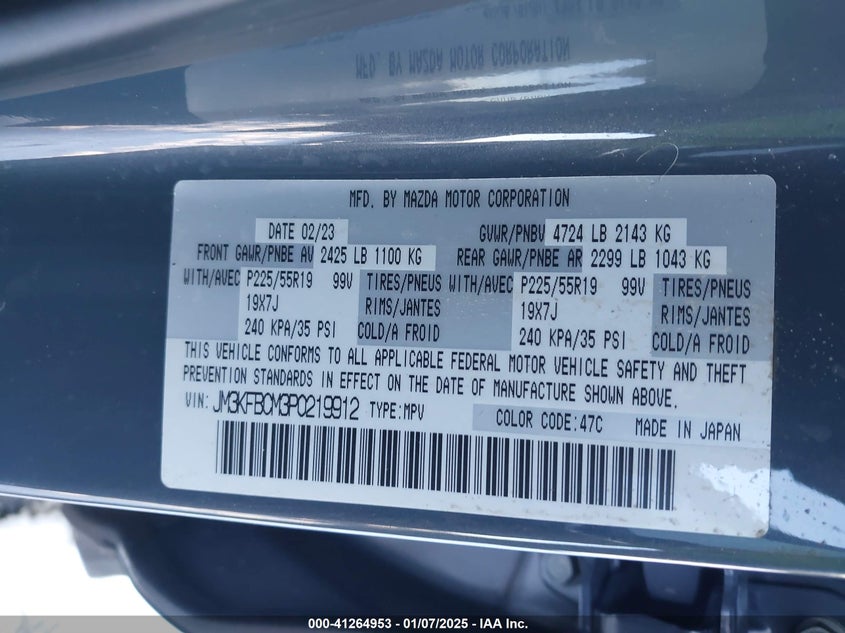 MFD. BY MAZDA MOTOR CORPORATION
MFD. BY MAZDA MOTOR CORPORATION
DATE 02/23 GVWR/PNBV 4724 LB 2143 KG
FRONT GAWR/PNBE AV 2425 LB 1100 KG REAR GAWR/PNBE AR 2299 LB 1043 KG
WITH/AVEC P225/55R19 99V TIRES/PNEUS WITH/AVEC P225/55R19 99V TIRES/PNEUS
19X7J RIMS/JANTES 19X7J RIMS/JANTES
240 KPA/35 PSI COLD/A FROID 240 KPA/35 PSI COLD/A FROID
THIS VEHICLE CONFORMS TO ALL APPLICABLE FEDERAL MOTOR VEHICLE SAFETY AND THEFT
PREVENTION STANDARDS IN EFFECT ON THE DATE OF MANUFACTURE SHOWN ABOVE.
VIN: JM3KFBCM3P0219912 TYPE:MPV COLOR CODE:47C MADE IN JAPAN
000-41264953 — 01/07/2025 — IAA Inc.